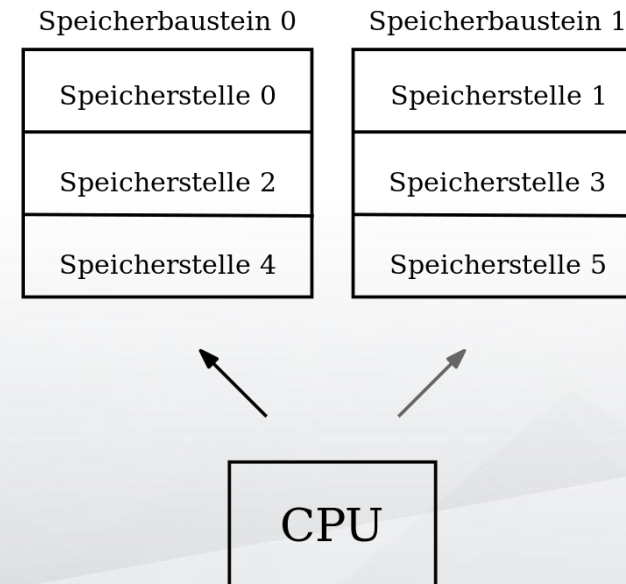 Speicherbaustein 0
Speicherbaustein 1
Speicherstelle 0
Speicherstelle 1
Speicherstelle 2
Speicherstelle 3
Speicherstelle 4
Speicherstelle 5
CPU